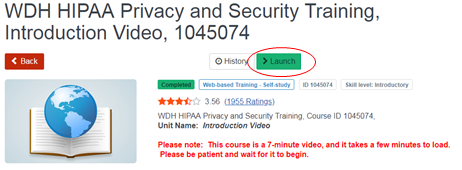 WDH HIPAA Privacy and Security Training,
Introduction Video, 1045074
Back
History
Launch
Completed
Web-based Training - Self-study
ID 1045074
Skill level: Introductory
3.56 (1955 Ratings)
WDH HIPAA Privacy and Security Training, Course ID 1045074,
Unit Name: Introduction Video
Please note: This course is a 7-minute video, and it takes a few minutes to load.
Please be patient and wait for it to begin.